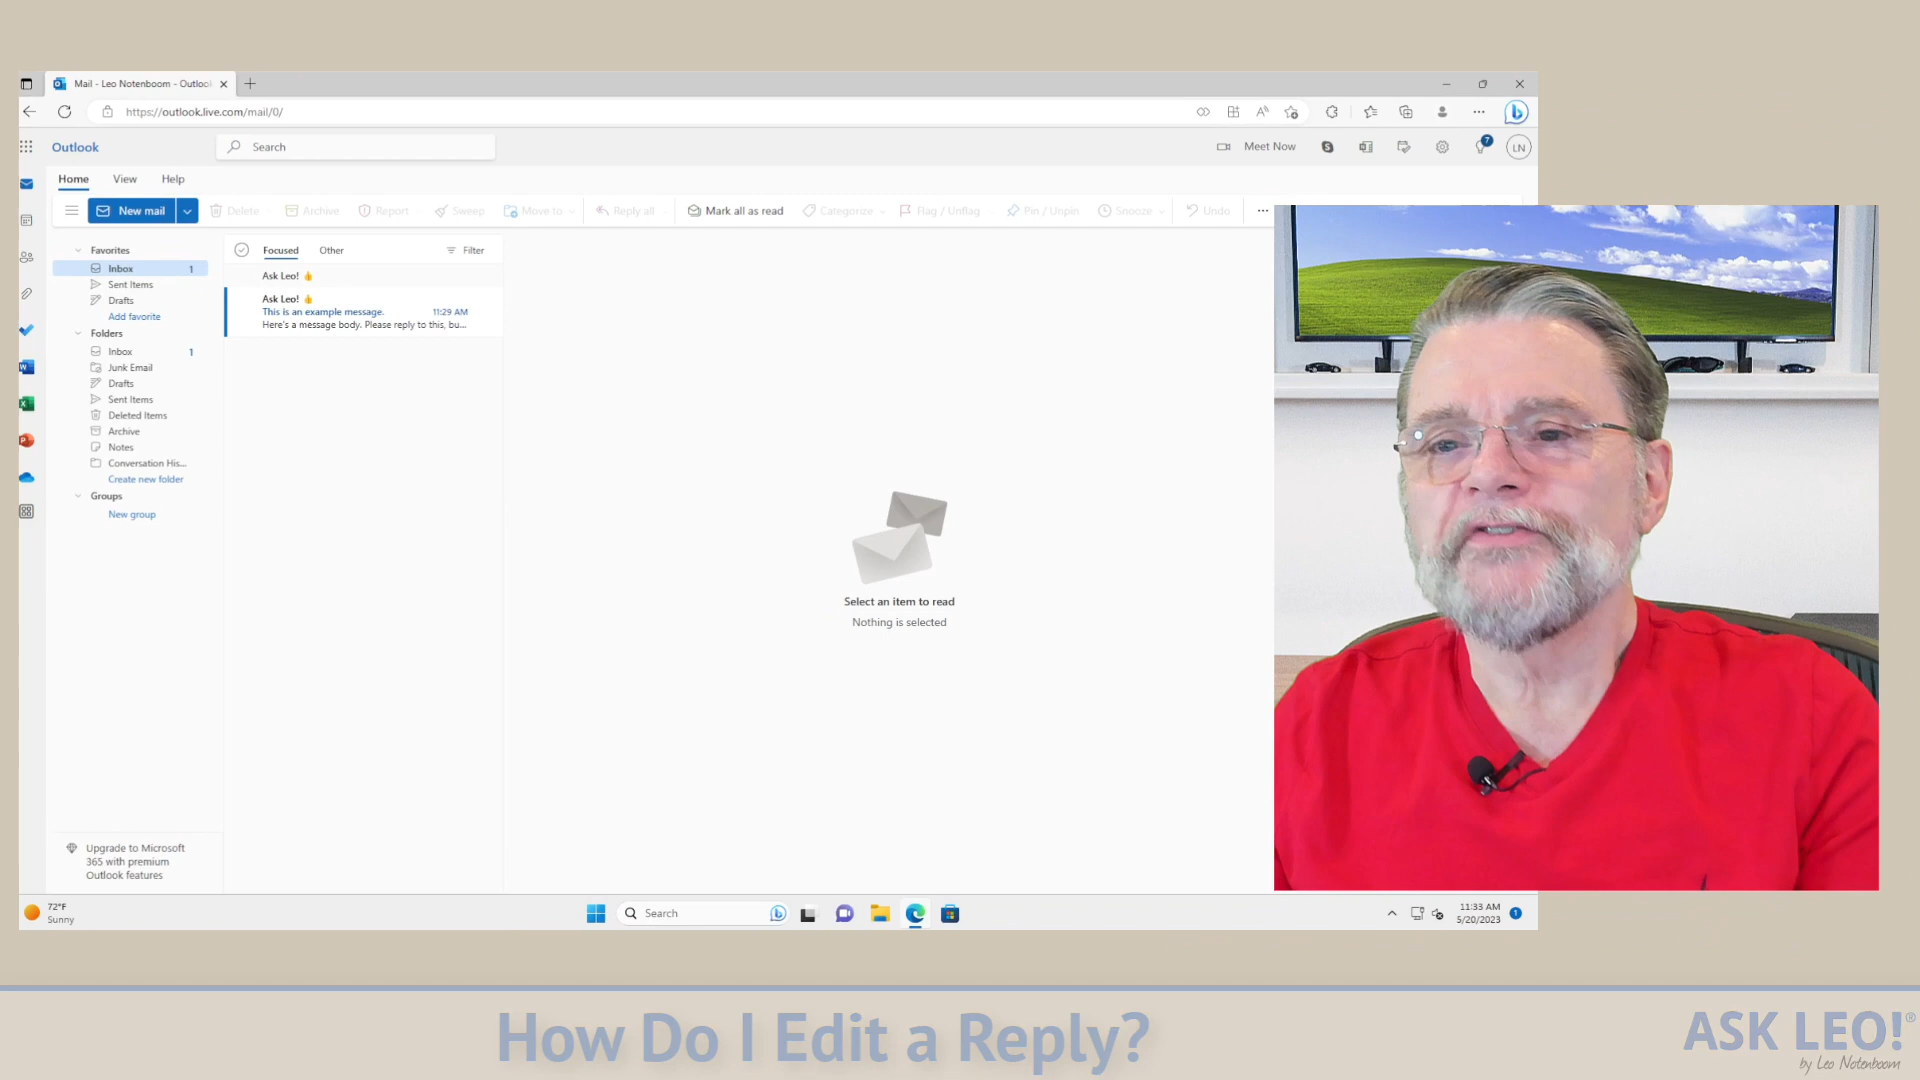 Mail - Leo Notenboom - Outloo
https://outlook.live.com/mail/0/
Outlook
Search
Meet Now
7
LN
Home View Help
New mail Delete Archive Report Sweep Move to Reply all Mark all as read Categorize Flag / Unflag Pin / Unpin Snooze Undo
Favorites
Inbox 1
Sent Items
Drafts
Add favorite
Folders
Inbox 1
Junk Email
Drafts
Sent Items
Deleted Items
Archive
Notes
Conversation His...
Create new folder
Groups
New group
Upgrade to Microsoft
365 with premium
Outlook features
Focused Other Filter
Ask Leo! 👍
Ask Leo! 👍
This is an example message. 11:29 AM
Here's a message body. Please reply to this, bu...
Select an item to read
Nothing is selected
72°F
Sunny
Search
11:33 AM
5/20/2023
1
How Do I Edit a Reply?
ASK LEO!®
by Leo Notenboom